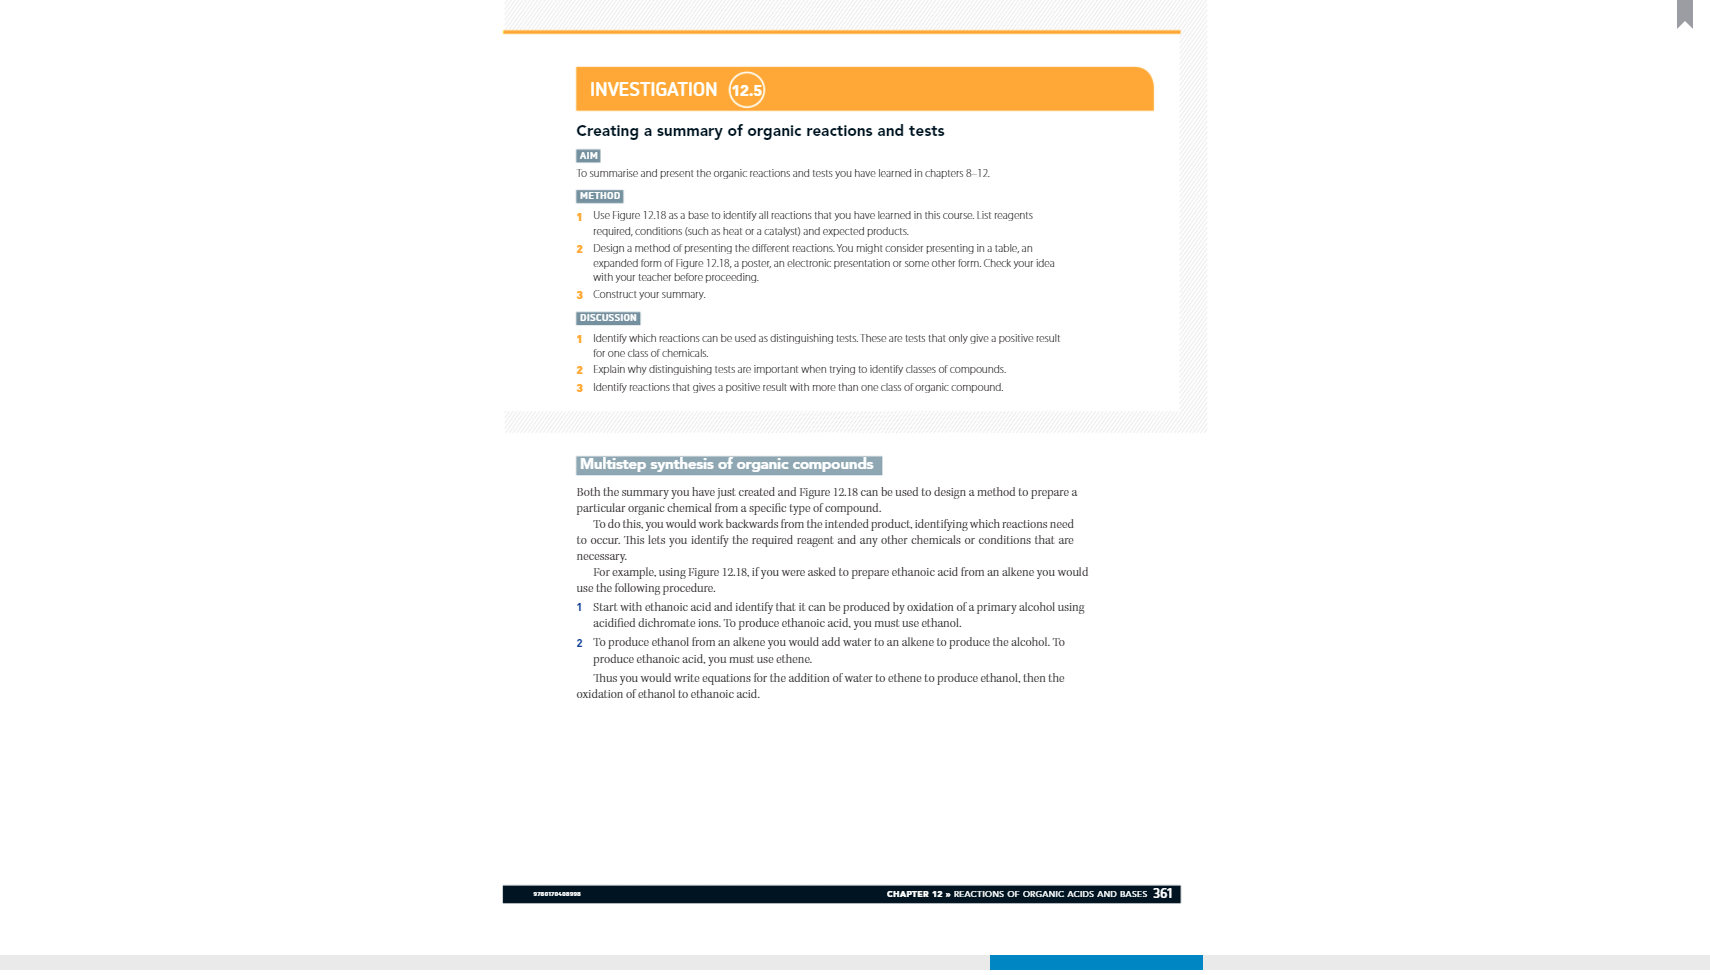 INVESTIGATION 12.5
Creating a summary of organic reactions and tests
AIM
To summarise and present the organic reactions and tests you have learned in chapters 8–12.
METHOD
1 Use Figure 12.18 as a base to identify all reactions that you have learned in this course. List reagents
required, conditions (such as heat or a catalyst) and expected products.
2 Design a method of presenting the different reactions. You might consider presenting in a table, an
expanded form of Figure 12.18, a poster, an electronic presentation or some other form. Check your idea
with your teacher before proceeding.
3 Construct your summary.
DISCUSSION
1 Identify which reactions can be used as distinguishing tests. These are tests that only give a positive result
for one class of chemicals.
2 Explain why distinguishing tests are important when trying to identify classes of compounds.
3 Identify reactions that gives a positive result with more than one class of organic compound.
Multistep synthesis of organic compounds
Both the summary you have just created and Figure 12.18 can be used to design a method to prepare a
particular organic chemical from a specific type of compound.
To do this, you would work backwards from the intended product, identifying which reactions need
to occur. This lets you identify the required reagent and any other chemicals or conditions that are
necessary.
For example, using Figure 12.18, if you were asked to prepare ethanoic acid from an alkene you would
use the following procedure.
1 Start with ethanoic acid and identify that it can be produced by oxidation of a primary alcohol using
acidified dichromate ions. To produce ethanoic acid, you must use ethanol.
2 To produce ethanol from an alkene you would add water to an alkene to produce the alcohol. To
produce ethanoic acid, you must use ethene.
Thus you would write equations for the addition of water to ethene to produce ethanol, then the
oxidation of ethanol to ethanoic acid.
9780170408998 CHAPTER 12 » REACTIONS OF ORGANIC ACIDS AND BASES 361